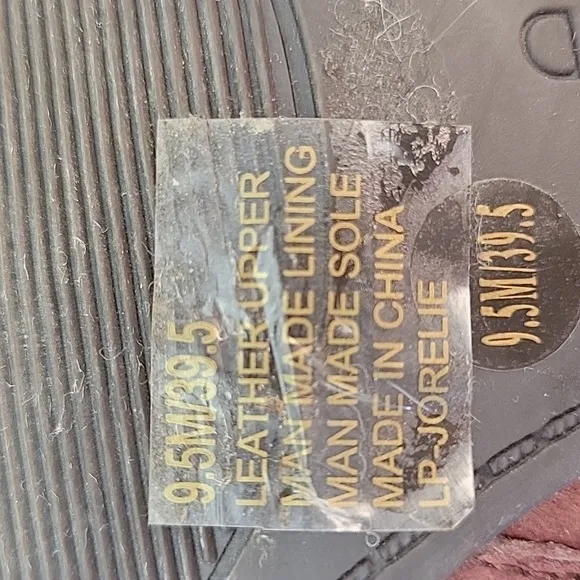 9.5M/39.5
LEATHER UPPER
MAN MADE LINING
MAN MADE SOLE
MADE IN CHINA
LP-JORELIE
9.5M/39.5